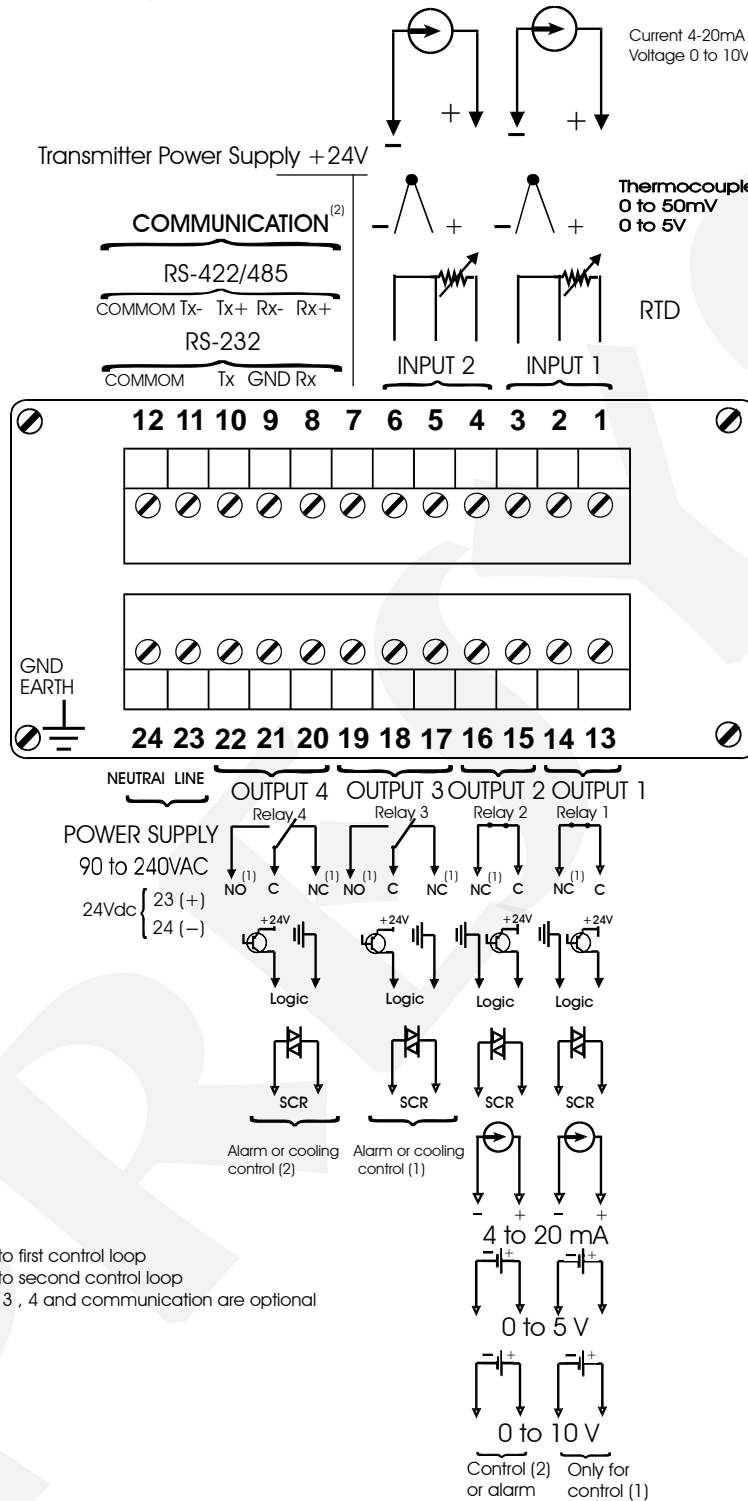 Current 4-20mA
Voltage 0 to 10V
+ +
- -
Transmitter Power Supply +24V
Thermocouple
0 to 50mV
0 to 5V
- + - +
COMMUNICATION (2)
RS-422/485
COMMOM Tx- Tx+ Rx- Rx+
RTD
RS-232
COMMOM Tx GND Rx
INPUT 2 INPUT 1
12 11 10 9 8 7 6 5 4 3 2 1
GND
EARTH
24 23 22 21 20 19 18 17 16 15 14 13
NEUTRAL LINE
OUTPUT 4 OUTPUT 3 OUTPUT 2 OUTPUT 1
Relay 4 Relay 3 Relay 2 Relay 1
POWER SUPPLY
90 to 240VAC
NO (1) C NC (1) NO (1) C NC (1) NC (1) C NC (1) C
24Vdc { 23 (+)
24 (−)
+24V +24V +24V +24V
Logic Logic Logic Logic
SCR SCR SCR SCR
Alarm or cooling
control (2)
Alarm or cooling
control (1)
- + - +
4 to 20 mA
to first control loop
to second control loop
3 , 4 and communication are optional
- + - +
0 to 5 V
- + - +
0 to 10 V
Control (2)
or alarm
Only for
control (1)